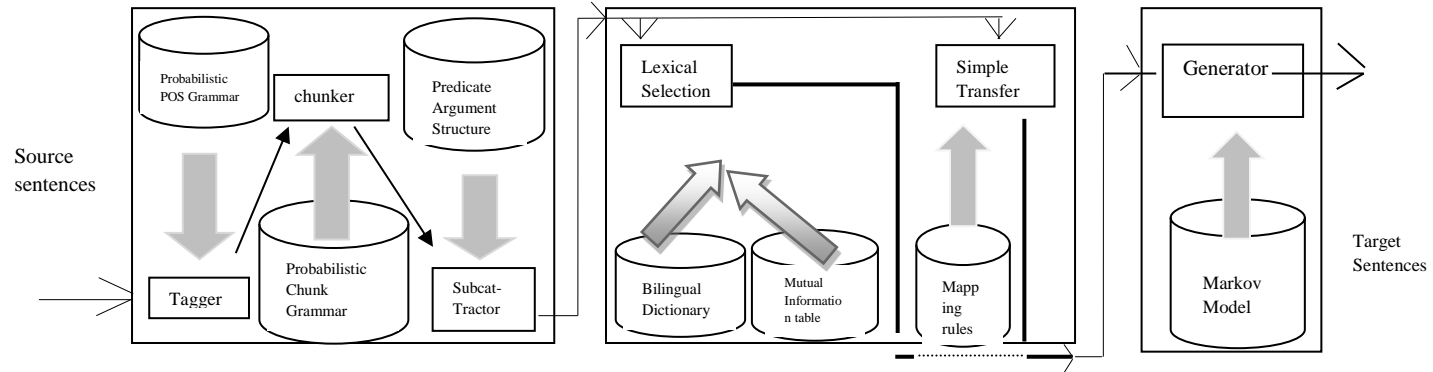 Source
sentences
Probabilistic
POS Grammar
chunker
Predicate
Argument
Structure
Tagger
Probabilistic
Chunk
Grammar
Subcat-
Tractor
Lexical
Selection
Simple
Transfer
Bilingual
Dictionary
Mutual
Informatio
n table
Mapp
ing
rules
Generator
Markov
Model
Target
Sentences